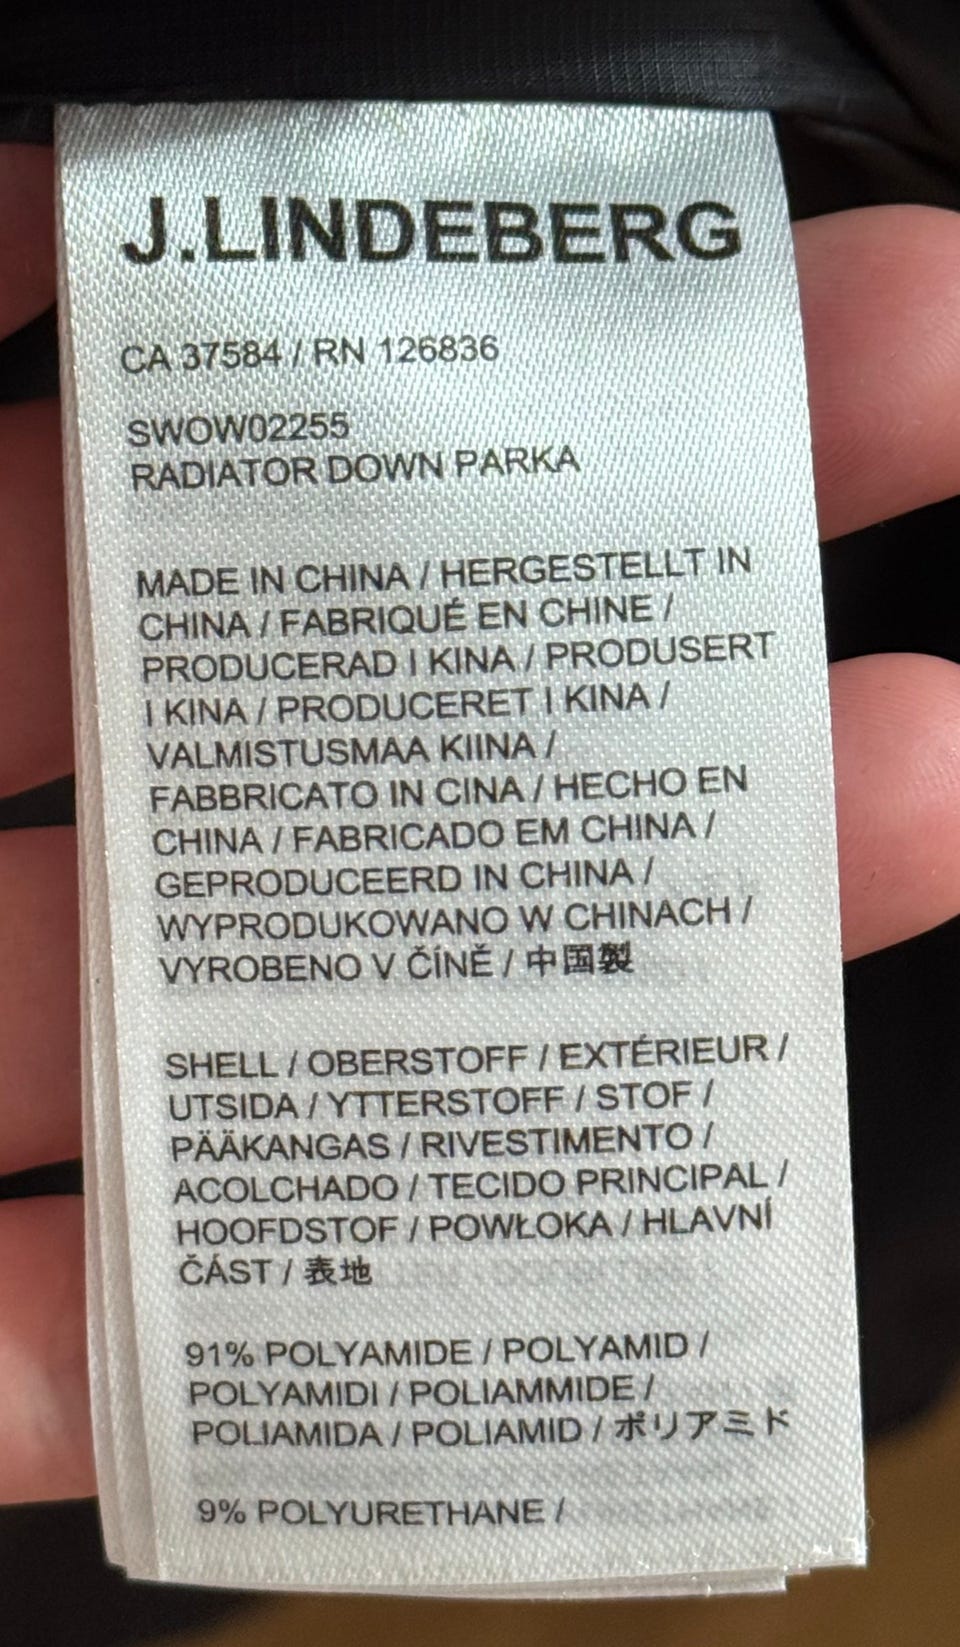 J.LINDEBERG
CA 37584 / RN 126836
SWOW02255
RADIATOR DOWN PARKA
MADE IN CHINA / HERGESTELLT IN
CHINA / FABRIQUÉ EN CHINE /
PRODUCERAD I KINA / PRODUSERT
I KINA / PRODUCERET I KINA /
VALMISTUSMAA KIINA /
FABBRICATO IN CINA / HECHO EN
CHINA / FABRICADO EM CHINA /
GEPRODUCEERD IN CHINA /
WYPRODUKOWANO W CHINACH /
VYROBENO V ČÍNĚ / 中国製
SHELL / OBERSTOFF / EXTÉRIEUR /
UTSIDA / YTTERSTOFF / STOF /
PÄÄKANGAS / RIVESTIMENTO /
ACOLCHADO / TECIDO PRINCIPAL /
HOOFDSTOF / POWŁOKA / HLAVNÍ
ČÁST / 表地
91% POLYAMIDE / POLYAMID /
POLYAMIDI / POLIAMMIDE /
POLIAMIDA / POLIAMID / ポリアミド
9% POLYURETHANE /